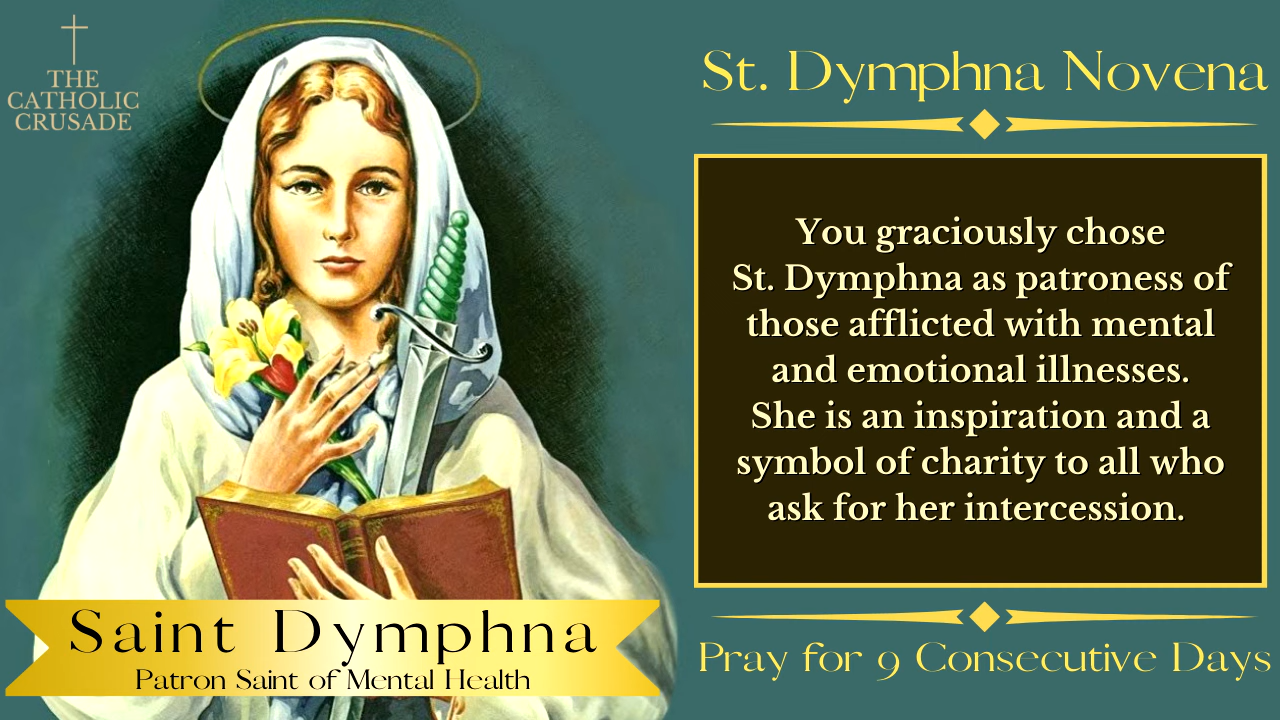 THE
CATHOLIC
CRUSADE
St. Dymphna Novena
You graciously chose
St. Dymphna as patroness of
those afflicted with mental
and emotional illnesses.
She is an inspiration and a
symbol of charity to all who
ask for her intercession.
Saint Dymphna
Patron Saint of Mental Health
Pray for 9 Consecutive Days